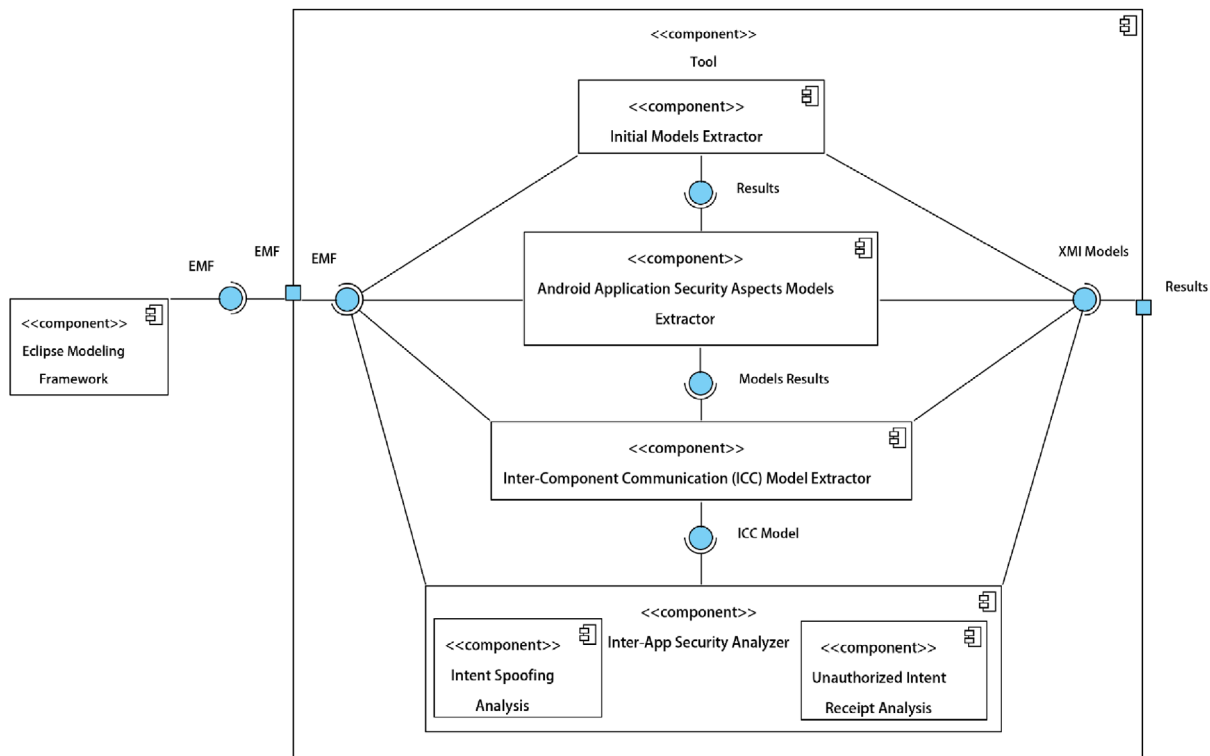 <<component>>
Tool
<<component>>
Initial Models Extractor
Results
<<component>>
Android Application Security Aspects Models
Extractor
EMF
EMF
EMF
XMI Models
Results
<<component>>
Eclipse Modeling
Framework
Models Results
<<component>>
Inter-Component Communication (ICC) Model Extractor
ICC Model
<<component>>
Inter-App Security Analyzer
<<component>>
Intent Spoofing
Analysis
<<component>>
Unauthorized Intent
Receipt Analysis